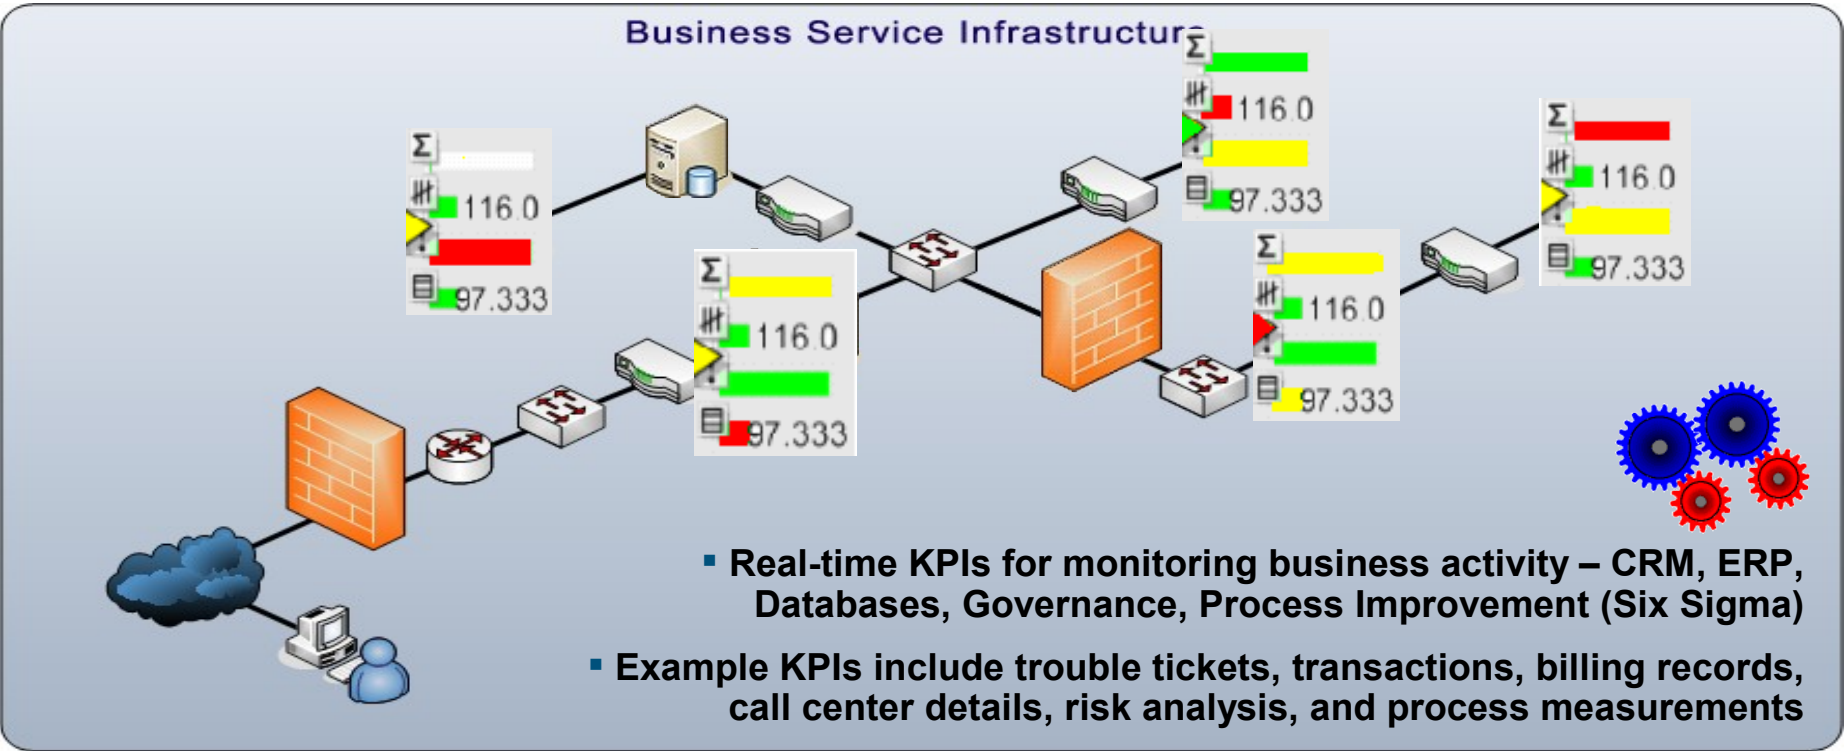 Business Service Infrastructure
Σ
116.0
97.333
Σ
116.0
97.333
Σ
116.0
97.333
Σ
116.0
97.333
Σ
116.0
97.333
▪ Real-time KPIs for monitoring business activity – CRM, ERP,
Databases, Governance, Process Improvement (Six Sigma)
▪ Example KPIs include trouble tickets, transactions, billing records,
call center details, risk analysis, and process measurements